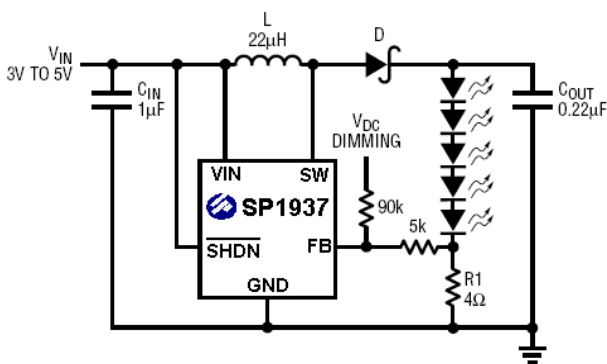 L
22µH
D
VIN
3V TO 5V
CIN
1µF
COUT
0.22µF
VDC
DIMMING
VIN
SW
SP1937
90k
5k
SHDN
FB
GND
R1
4Ω